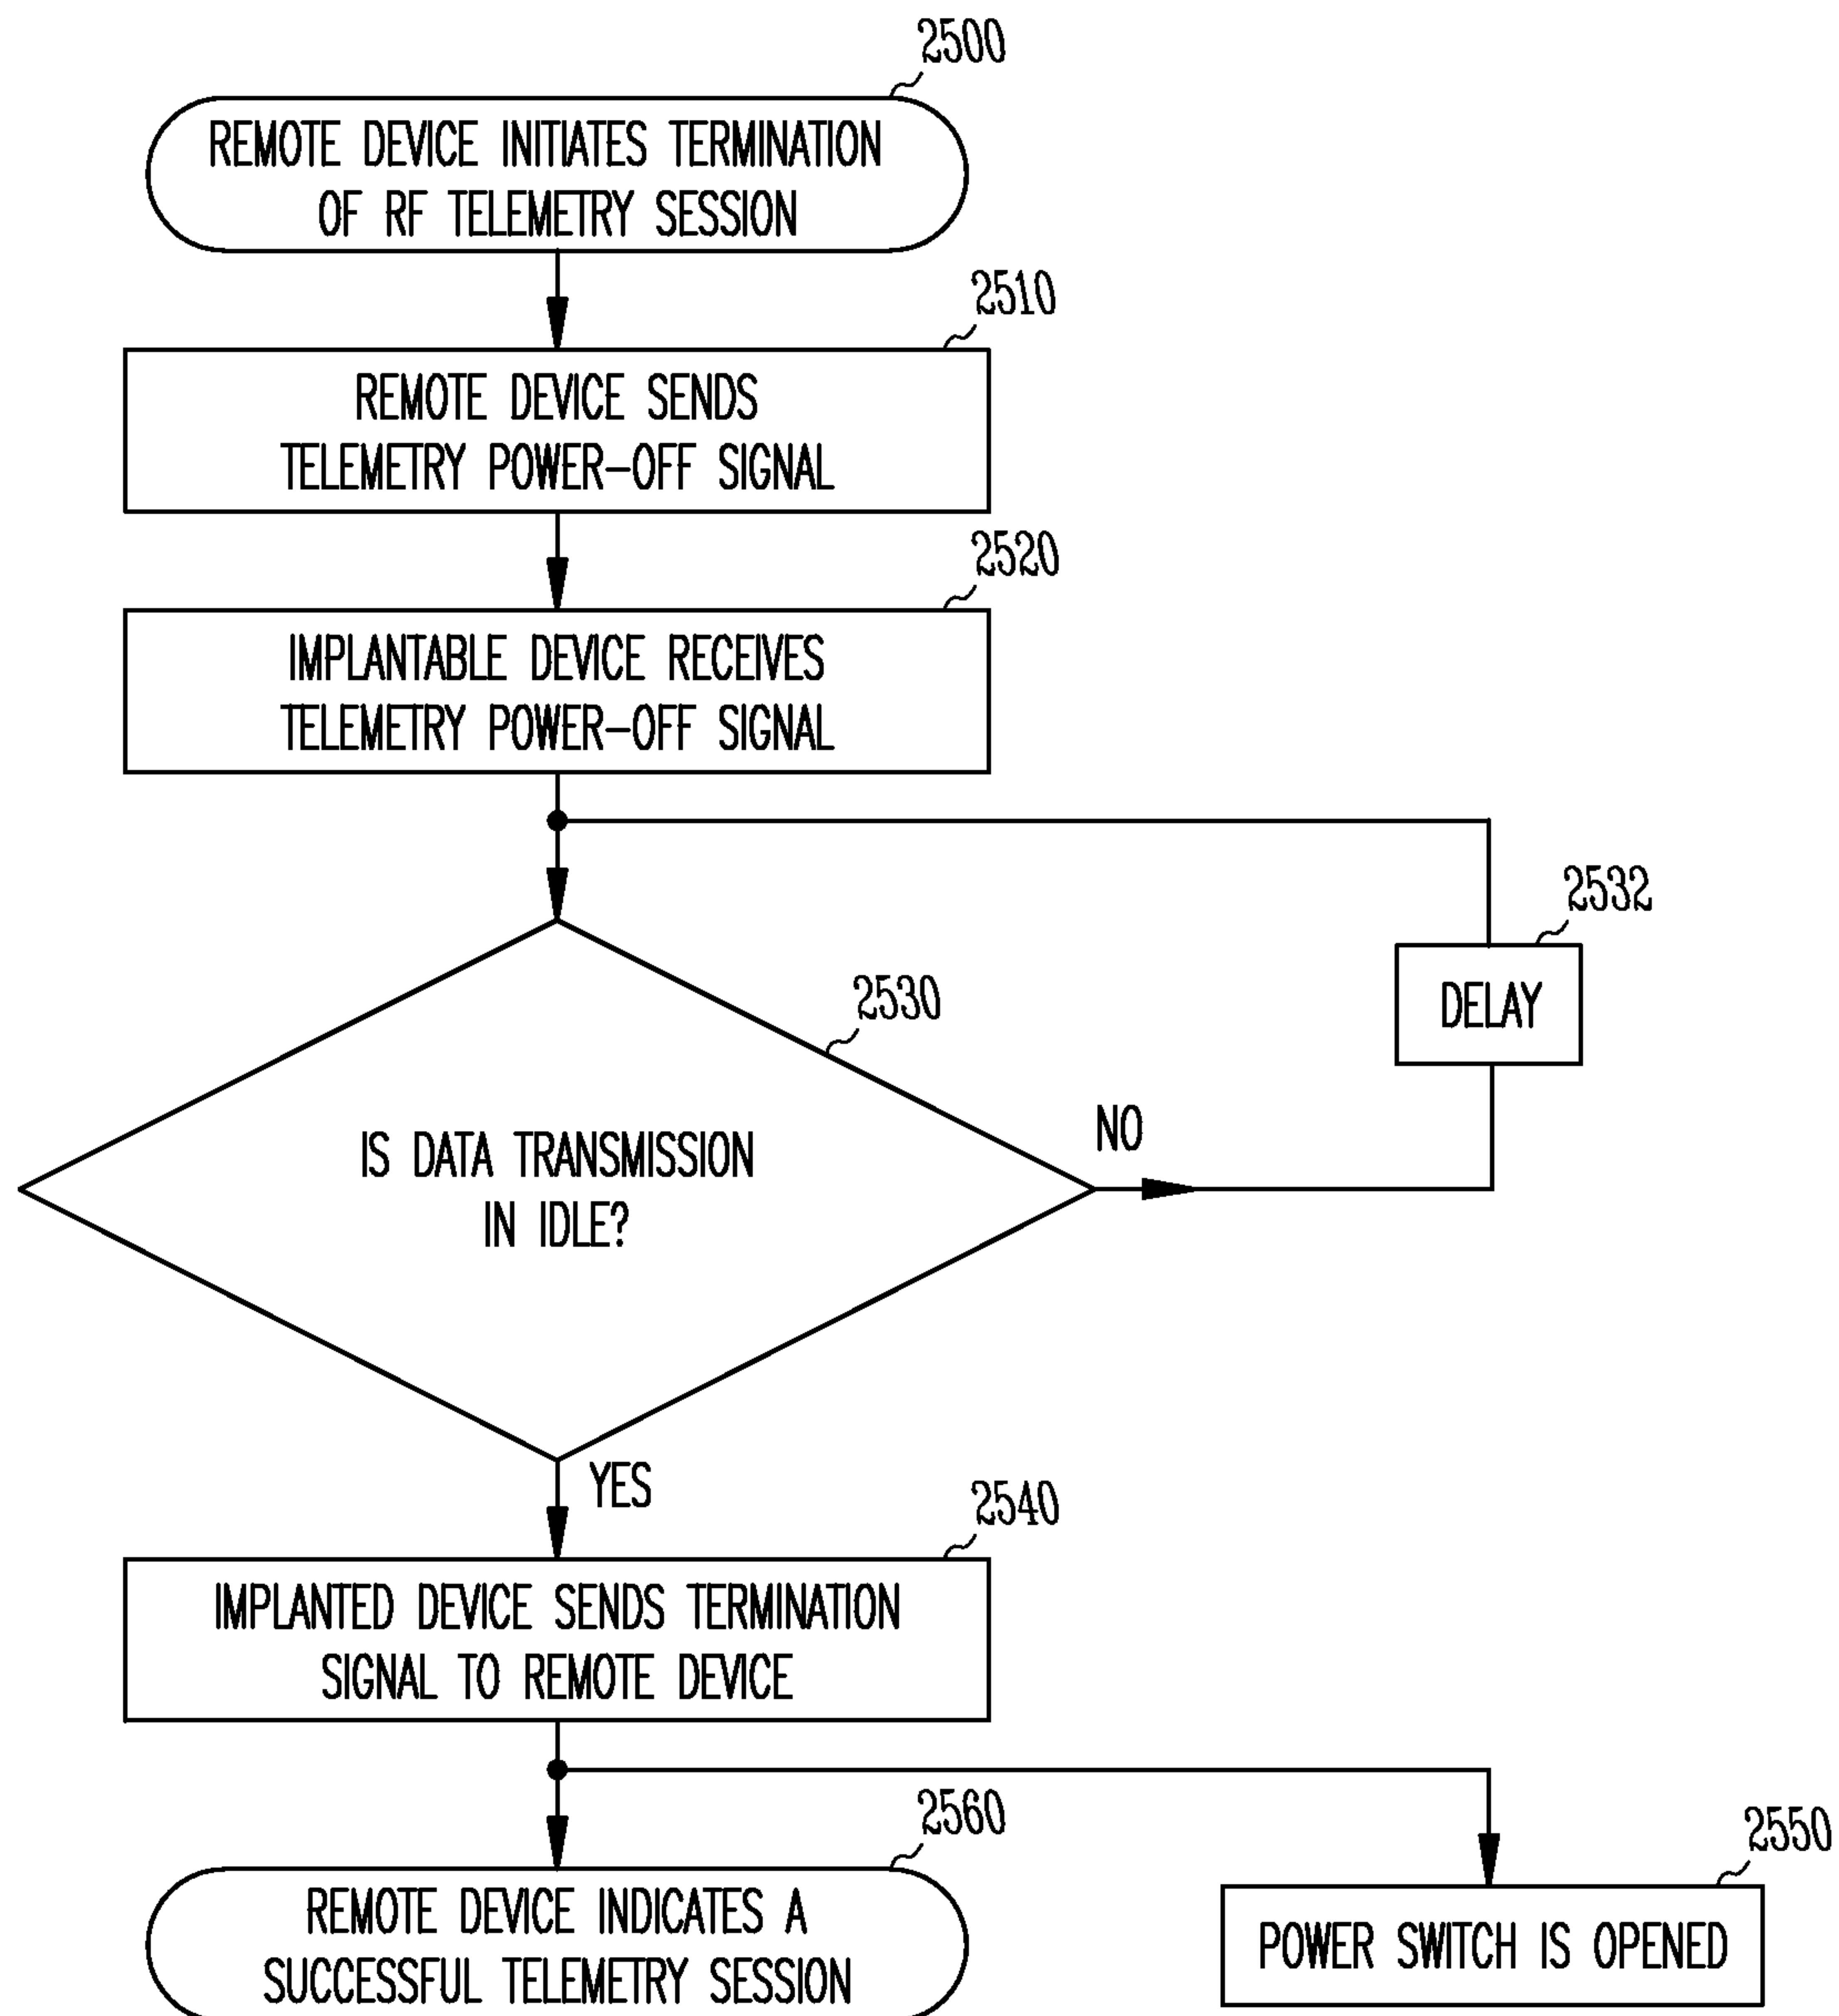 2500
REMOTE DEVICE INITIATES TERMINATION
OF RF TELEMETRY SESSION
2510
REMOTE DEVICE SENDS
TELEMETRY POWER-OFF SIGNAL
2520
IMPLANTABLE DEVICE RECEIVES
TELEMETRY POWER-OFF SIGNAL
2532
DELAY
2530
IS DATA TRANSMISSION
IN IDLE?
NO
YES
2540
IMPLANTED DEVICE SENDS TERMINATION
SIGNAL TO REMOTE DEVICE
2560
REMOTE DEVICE INDICATES A
SUCCESSFUL TELEMETRY SESSION
2550
POWER SWITCH IS OPENED